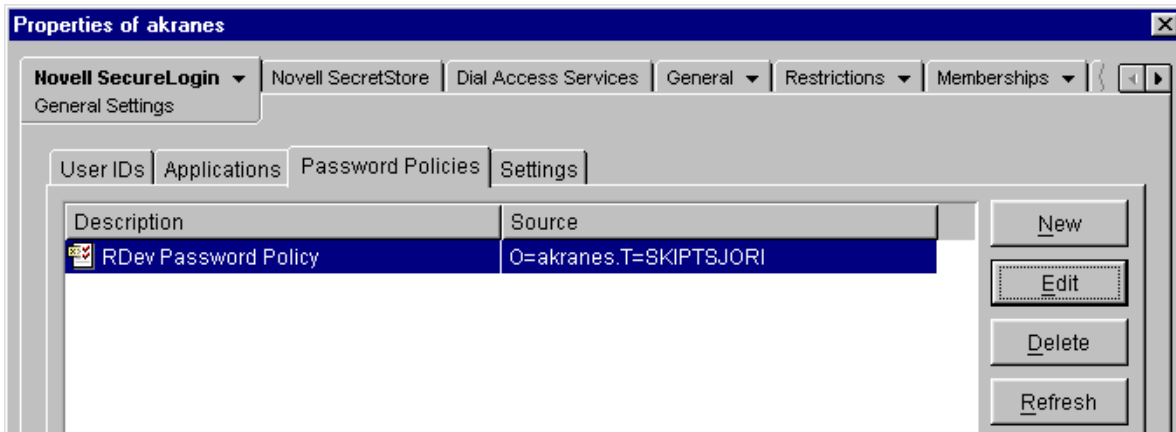 Properties of akranes
Novell SecureLogin Novell SecretStore Dial Access Services General Restrictions Memberships
General Settings
User IDs Applications Password Policies Settings
Description Source
RDev Password Policy O=akranes.T=SKIPTSJORI
New
Edit
Delete
Refresh